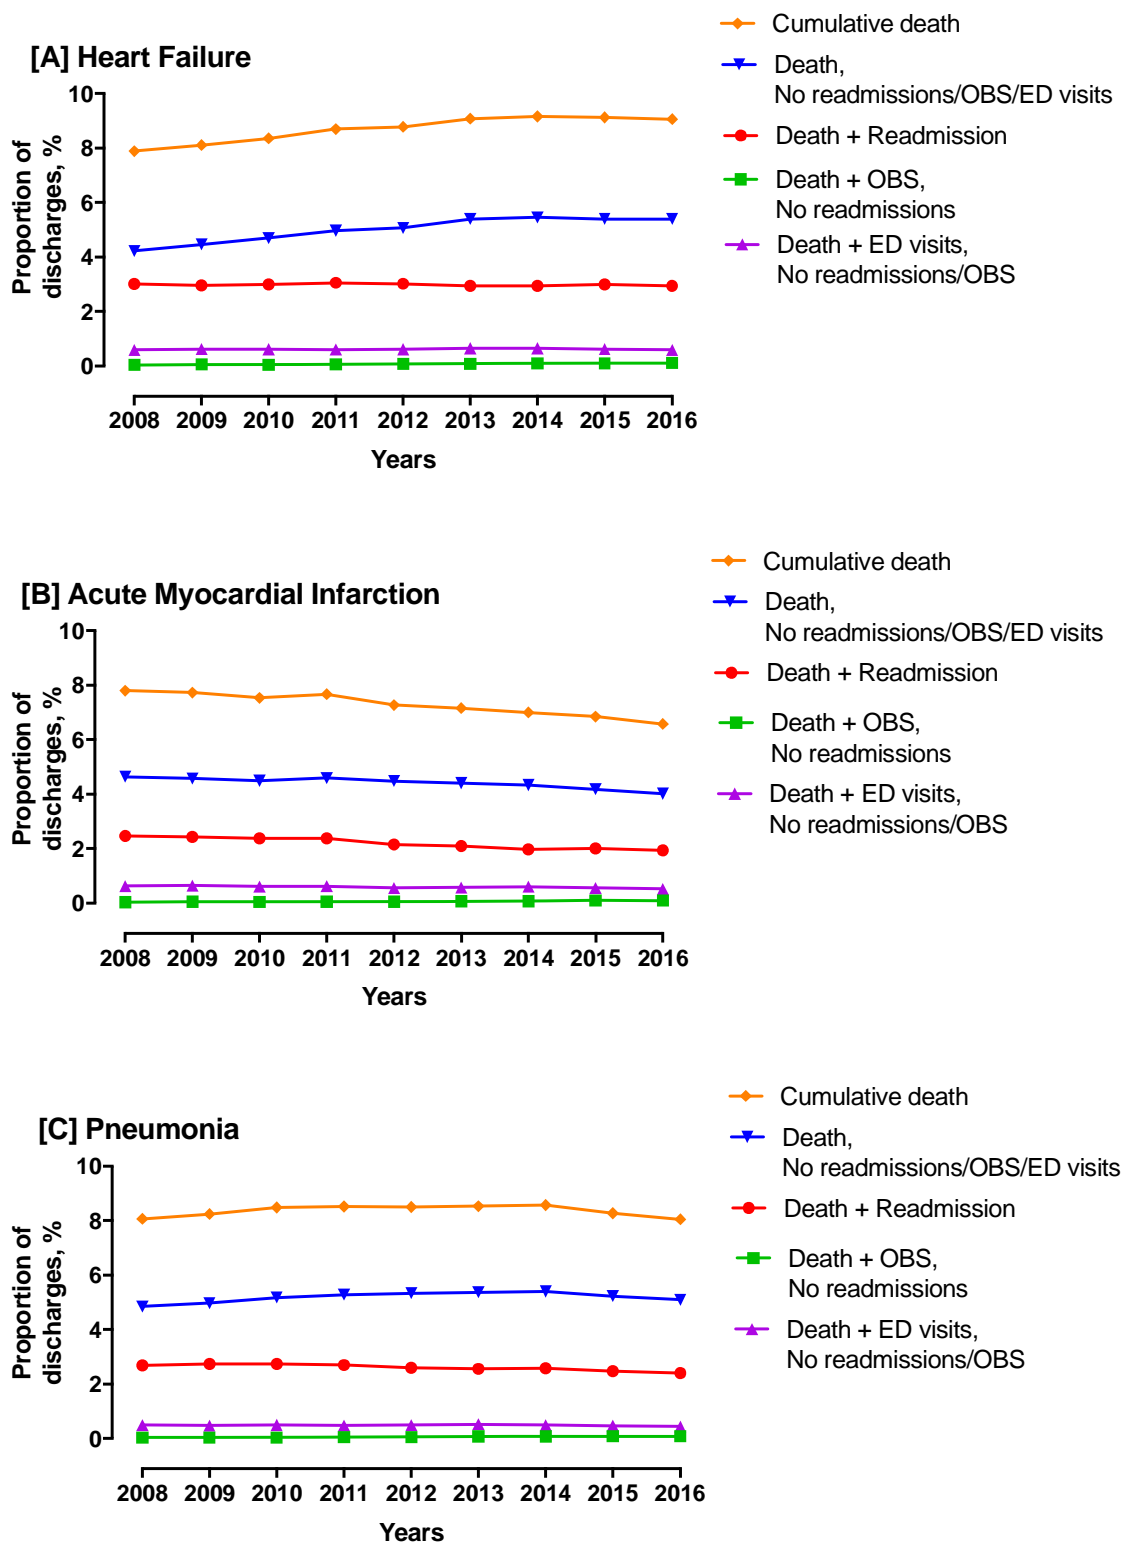 [A] Heart Failure
Cumulative death
Death,
No readmissions/OBS/ED visits
Death + Readmission
Death + OBS,
No readmissions
Death + ED visits,
No readmissions/OBS
Proportion of
discharges, %
10
8
6
4
2
0
2008 2009 2010 2011 2012 2013 2014 2015 2016
Years
[B] Acute Myocardial Infarction
Cumulative death
Death,
No readmissions/OBS/ED visits
Death + Readmission
Death + OBS,
No readmissions
Death + ED visits,
No readmissions/OBS
Proportion of
discharges, %
10
8
6
4
2
0
2008 2009 2010 2011 2012 2013 2014 2015 2016
Years
[C] Pneumonia
Cumulative death
Death,
No readmissions/OBS/ED visits
Death + Readmission
Death + OBS,
No readmissions
Death + ED visits,
No readmissions/OBS
Proportion of
discharges, %
10
8
6
4
2
0
2008 2009 2010 2011 2012 2013 2014 2015 2016
Years